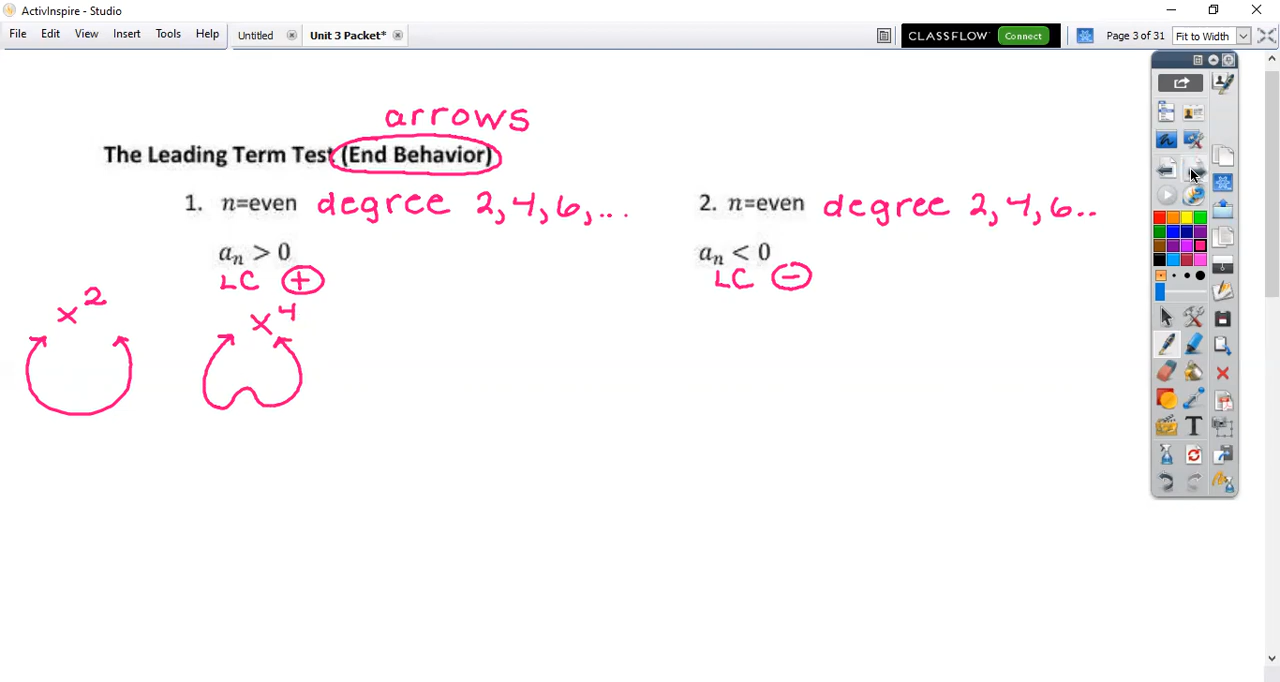 ActivInspire - Studio
File Edit View Insert Tools Help Untitled Unit 3 Packet* CLASSFLOW Connect Page 3 of 31 Fit to Width
arrows
The Leading Term Test (End Behavior)
1. n=even degree 2, 4, 6, ...
aₙ > 0
LC +
x² x⁴
2. n=even degree 2, 4, 6..
aₙ < 0
LC −